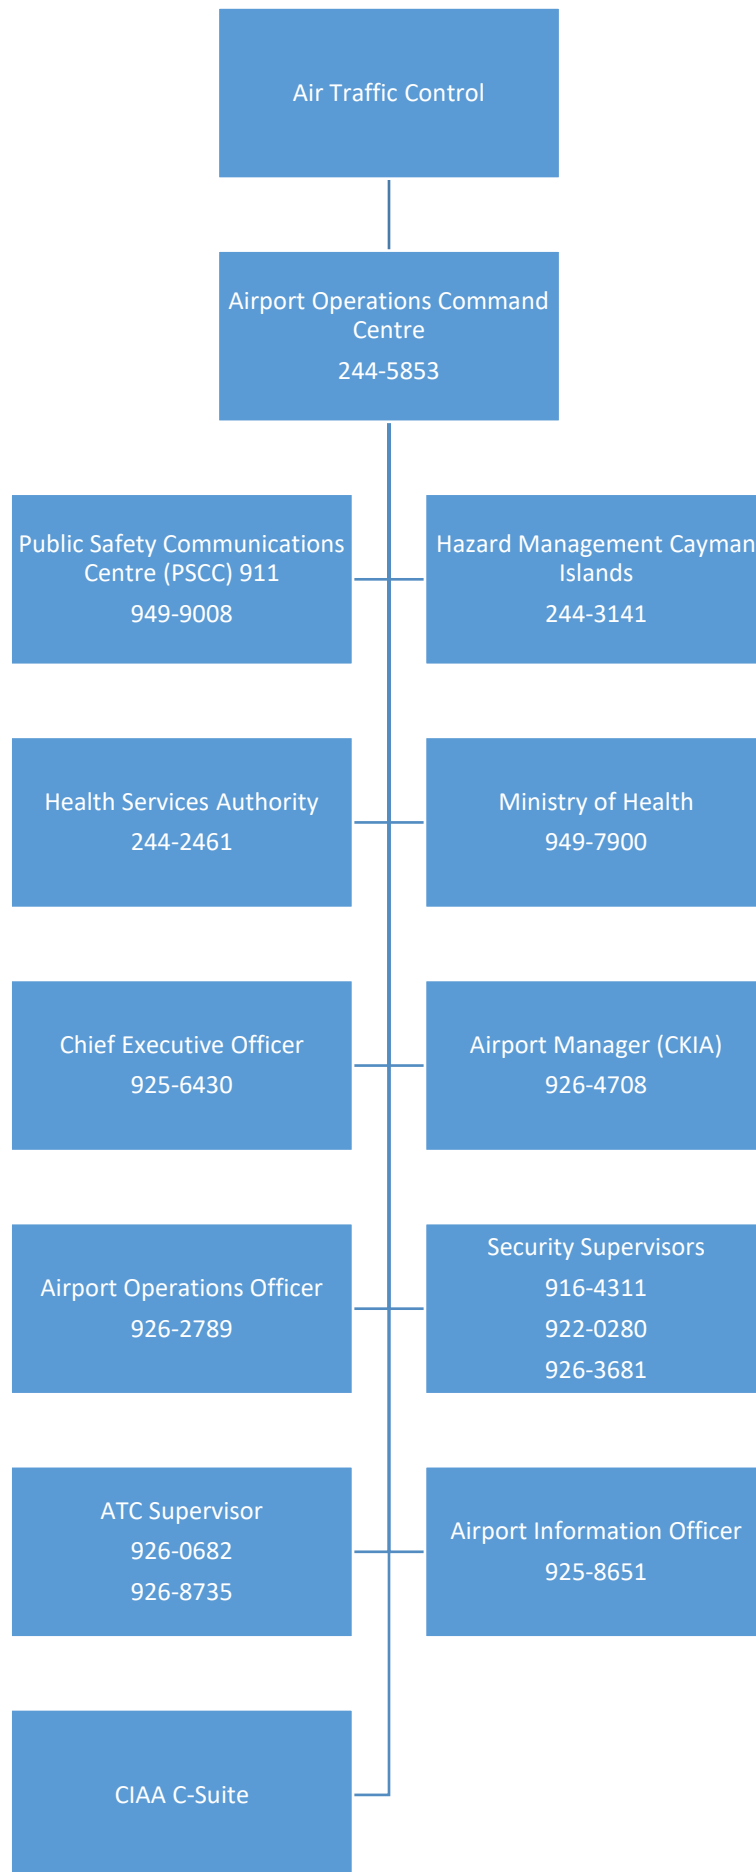 Air Traffic Control
Airport Operations Command
Centre
244-5853
Public Safety Communications
Centre (PSCC) 911
949-9008
Hazard Management Cayman
Islands
244-3141
Health Services Authority
244-2461
Ministry of Health
949-7900
Chief Executive Officer
925-6430
Airport Manager (CKIA)
926-4708
Airport Operations Officer
926-2789
Security Supervisors
916-4311
922-0280
926-3681
ATC Supervisor
926-0682
926-8735
Airport Information Officer
925-8651
CIAA C-Suite